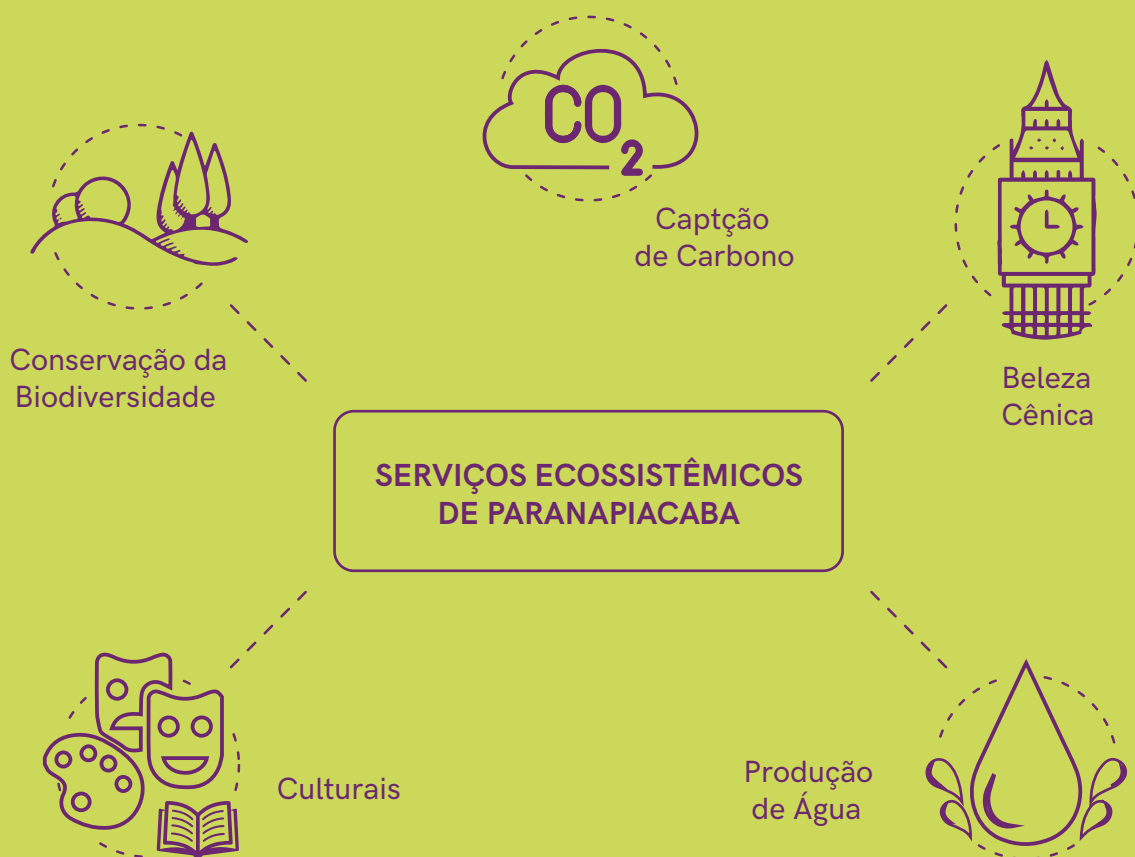 CO2
Captção
de Carbono
Conservação da
Biodiversidade
Beleza
Cênica
SERVIÇOS ECOSSISTÊMICOS
DE PARANAPIACABA
Culturais
Produção
de Água